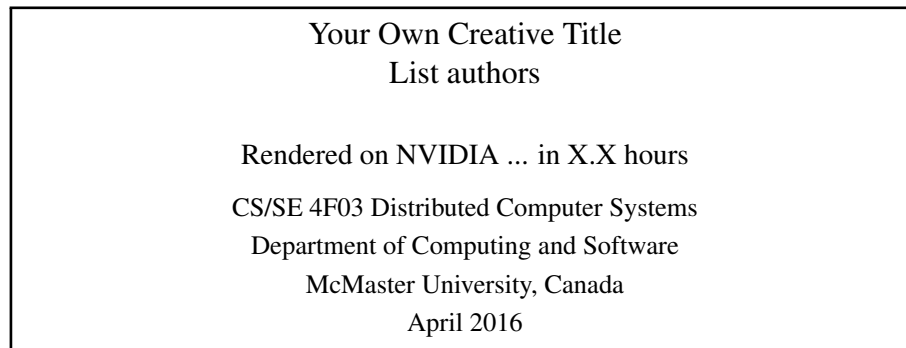 Your Own Creative Title
List authors
Rendered on NVIDIA ... in X.X hours
CS/SE 4F03 Distributed Computer Systems
Department of Computing and Software
McMaster University, Canada
April 2016